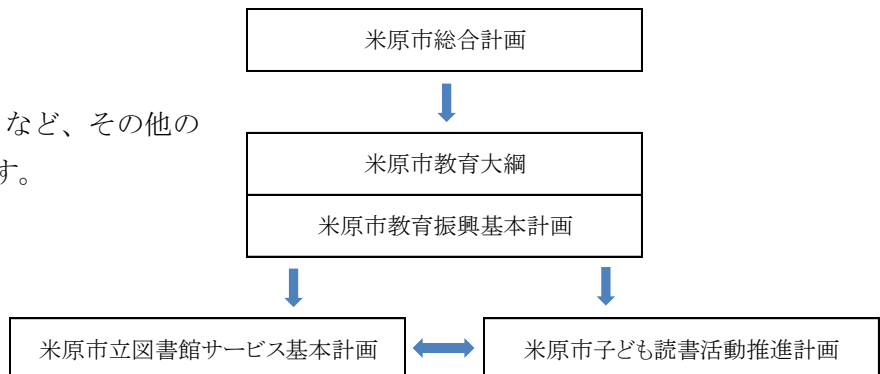 米原市総合計画
など、その他の
す。
米原市教育大綱
米原市教育振興基本計画
米原市立図書館サービス基本計画
米原市子ども読書活動推進計画